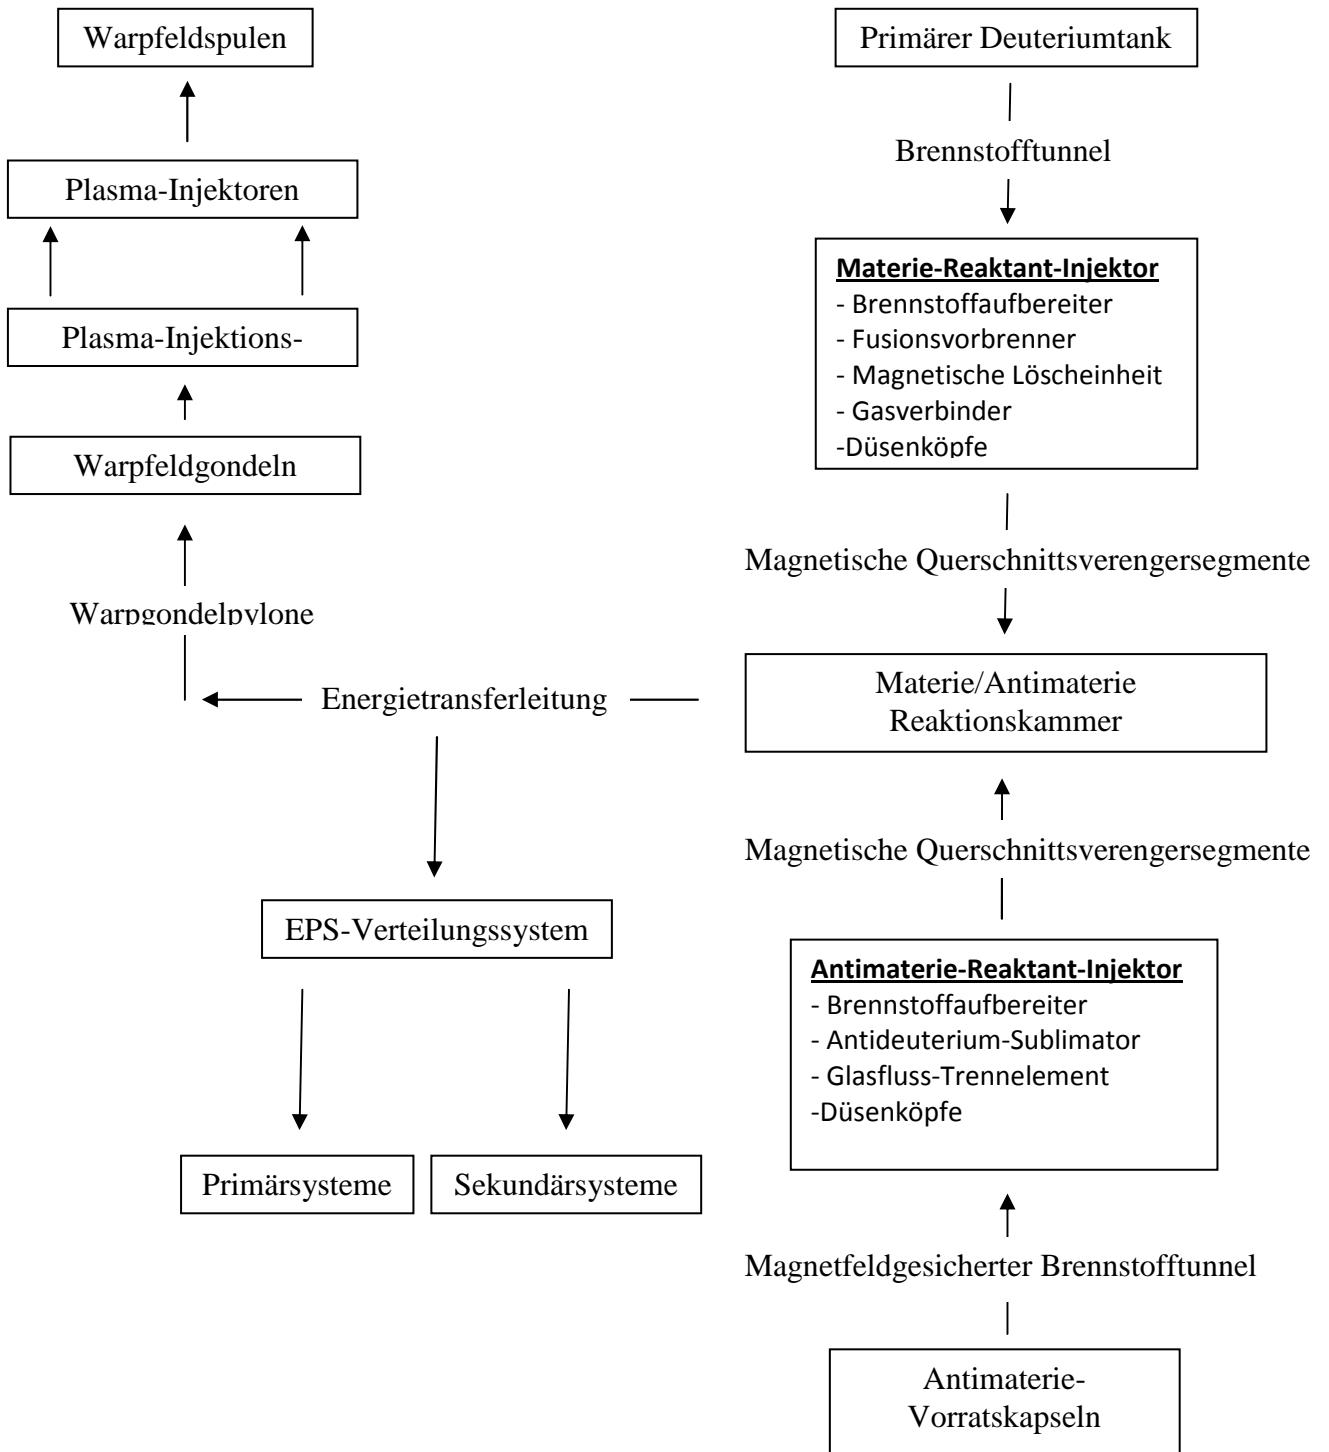 Warpfeldspulen
Plasma-Injektoren
Plasma-Injektions-
Warpfeldgondeln
Warpgondelpylone
Energietransferleitung
EPS-Verteilungssystem
Primärsysteme
Sekundärsysteme
Primärer Deuteriumtank
Brennstofftunnel
Materie-Reaktant-Injektor
- Brennstoffaufbereiter
- Fusionsvorbrenner
- Magnetische Löscheinheit
- Gasverbinder
-Düsenköpfe
Magnetische Querschnittsverengersegmente
Materie/Antimaterie
Reaktionskammer
Magnetische Querschnittsverengersegmente
Antimaterie-Reaktant-Injektor
- Brennstoffaufbereiter
- Antideuterium-Sublimator
- Glasfluss-Trennelement
-Düsenköpfe
Magnetfeldgesicherter Brennstofftunnel
Antimaterie-
Vorratskapseln